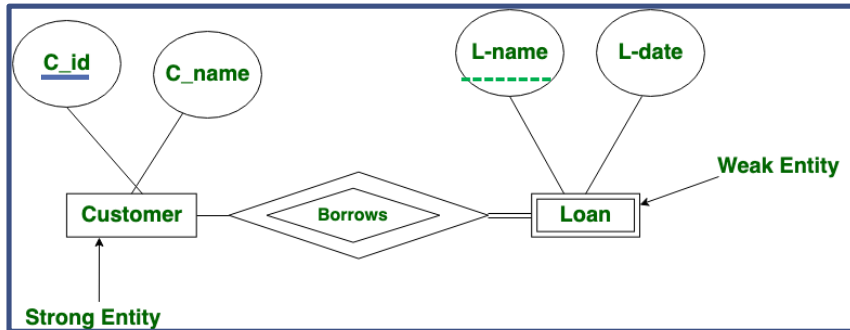 C_id
C_name
L-name
L-date
Weak Entity
Customer
Borrows
Loan
Strong Entity